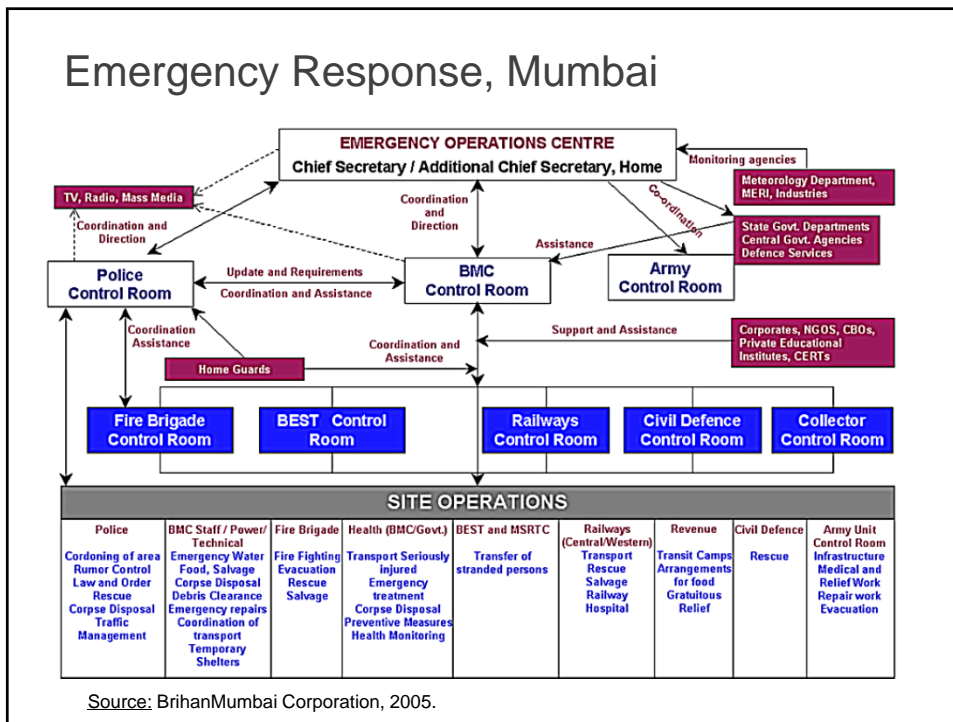 Emergency Response, Mumbai
EMERGENCY OPERATIONS CENTRE
Chief Secretary / Additional Chief Secretary, Home
Monitoring agencies
Meteorology Department,
MERI, Industries
TV, Radio, Mass Media
Coordination and
Direction
Coordination
and
Direction
Co-ordination
State Govt. Departments
Central Govt. Agencies
Defence Services
Assistance
Police
Control Room
Update and Requirements
Coordination and Assistance
BMC
Control Room
Army
Control Room
Coordination
Assistance
Coordination and
Assistance
Support and Assistance
Corporates, NGOS, CBOs,
Private Educational
Institutes, CERTs
Home Guards
Fire Brigade
Control Room
BEST Control
Room
Railways
Control Room
Civil Defence
Control Room
Collector
Control Room
SITE OPERATIONS
Police
Cordoning of area
Rumor Control
Law and Order
Rescue
Corpse Disposal
Traffic
Management
BMC Staff / Power/
Technical
Emergency Water
Food, Salvage
Corpse Disposal
Debris Clearance
Emergency repairs
Coordination of
transport
Temporary
Shelters
Fire Brigade
Fire Fighting
Evacuation
Rescue
Salvage
Health (BMC/Govt.)
Transport Seriously
injured
Emergency
treatment
Corpse Disposal
Preventive Measures
Health Monitoring
BEST and MSRTC
Transfer of
stranded persons
Railways
(Central/Western)
Transport
Rescue
Salvage
Railway
Hospital
Revenue
Transit Camps
Arrangements
for food
Gratuitous
Relief
Civil Defence
Rescue
Army Unit
Control Room
Infrastructure
Medical and
Relief Work
Repair work
Evacuation
Source: BrihanMumbai Corporation, 2005.